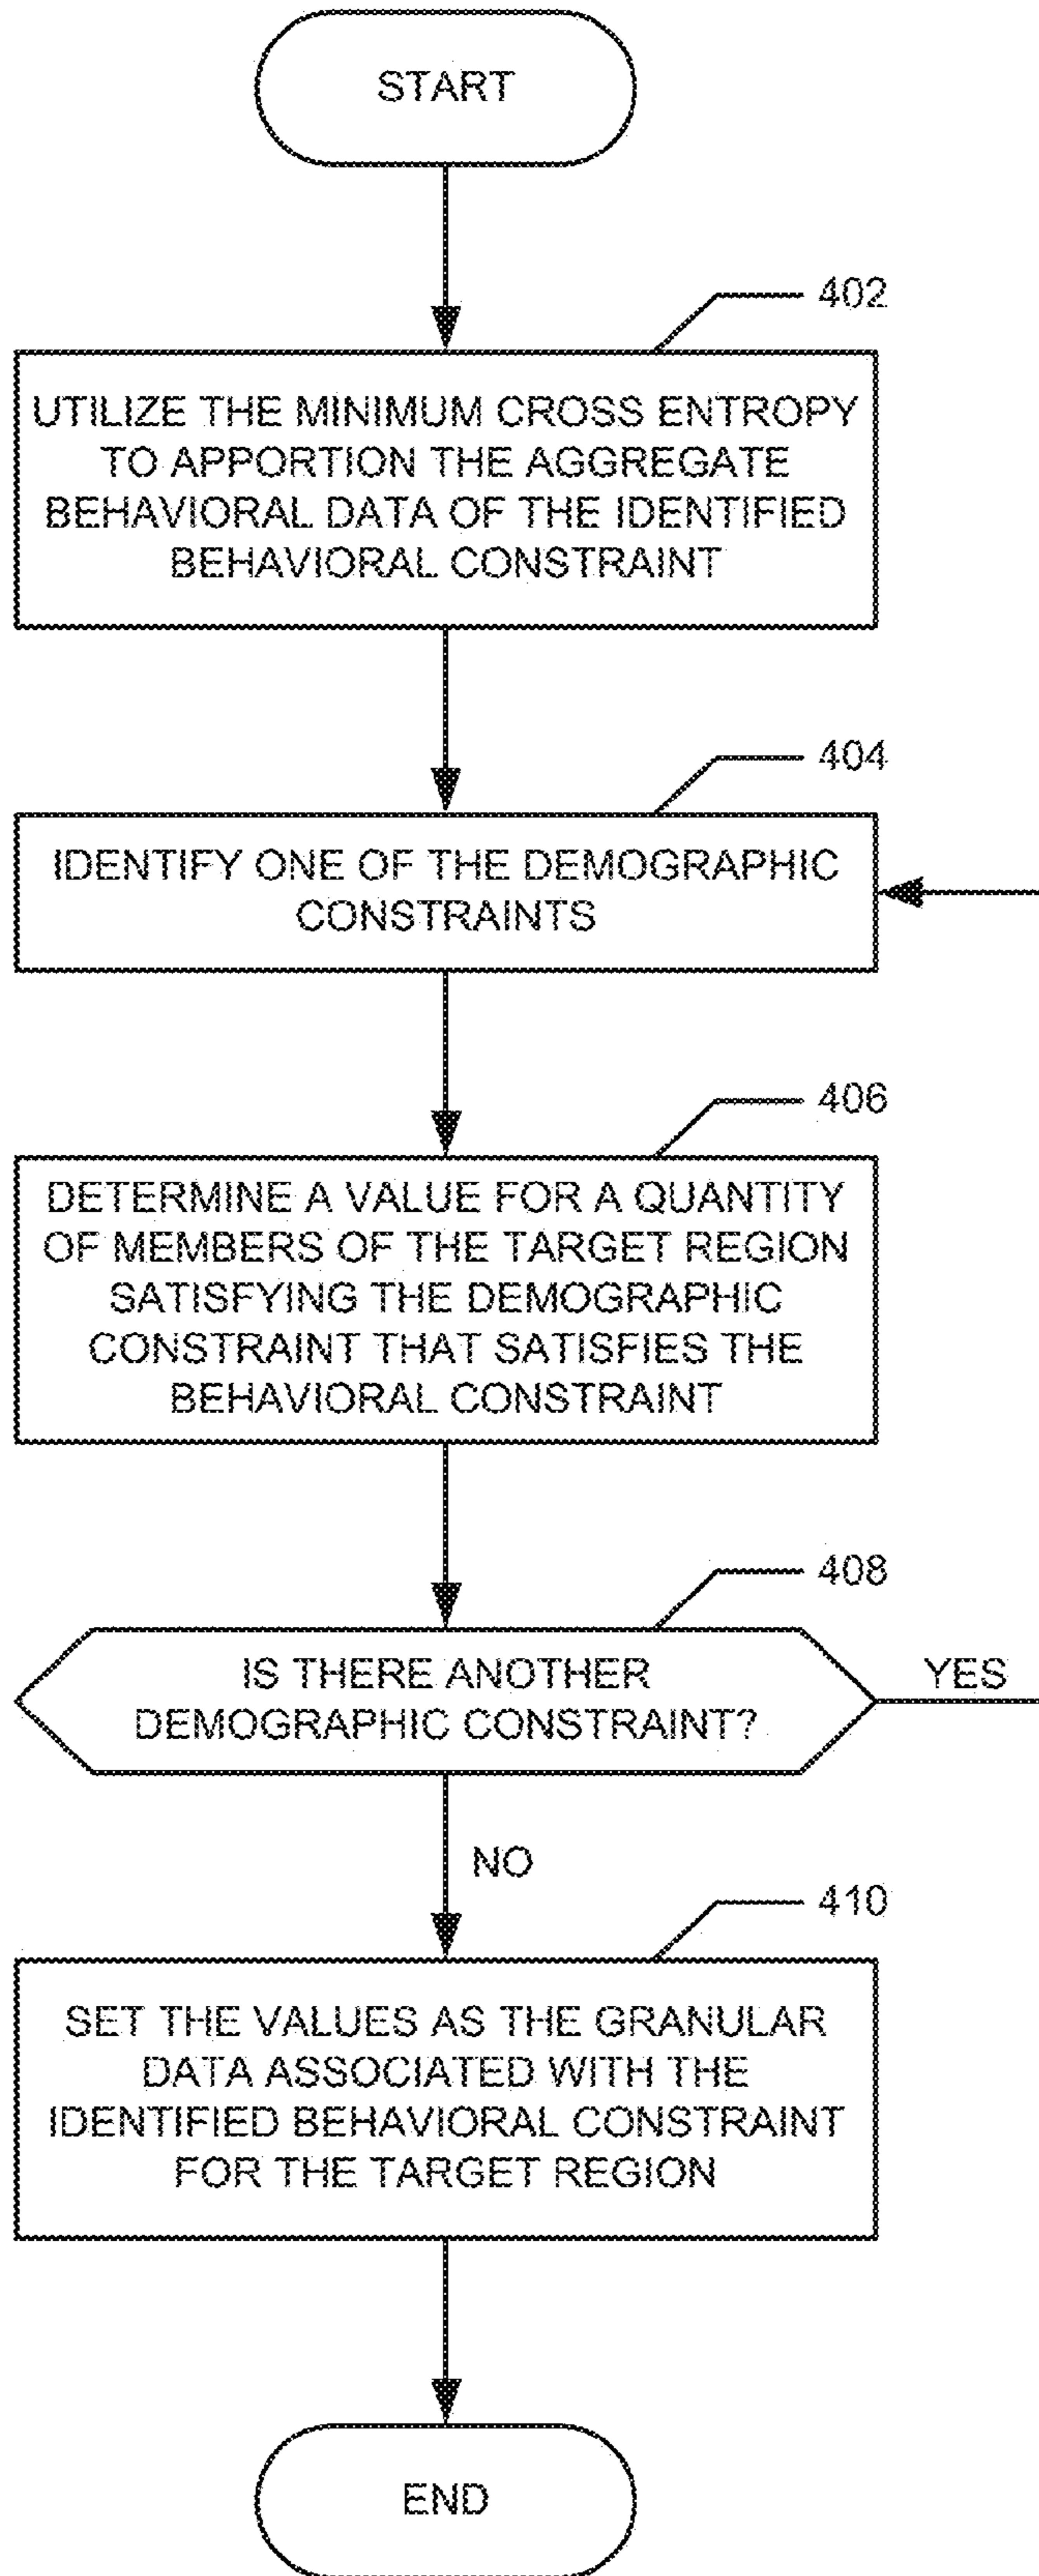 START
402
UTILIZE THE MINIMUM CROSS ENTROPY
TO APPORTION THE AGGREGATE
BEHAVIORAL DATA OF THE IDENTIFIED
BEHAVIORAL CONSTRAINT
404
IDENTIFY ONE OF THE DEMOGRAPHIC
CONSTRAINTS
406
DETERMINE A VALUE FOR A QUANTITY
OF MEMBERS OF THE TARGET REGION
SATISFYING THE DEMOGRAPHIC
CONSTRAINT THAT SATISFIES THE
BEHAVIORAL CONSTRAINT
408
IS THERE ANOTHER
DEMOGRAPHIC CONSTRAINT?
YES
NO
410
SET THE VALUES AS THE GRANULAR
DATA ASSOCIATED WITH THE
IDENTIFIED BEHAVIORAL CONSTRAINT
FOR THE TARGET REGION
END